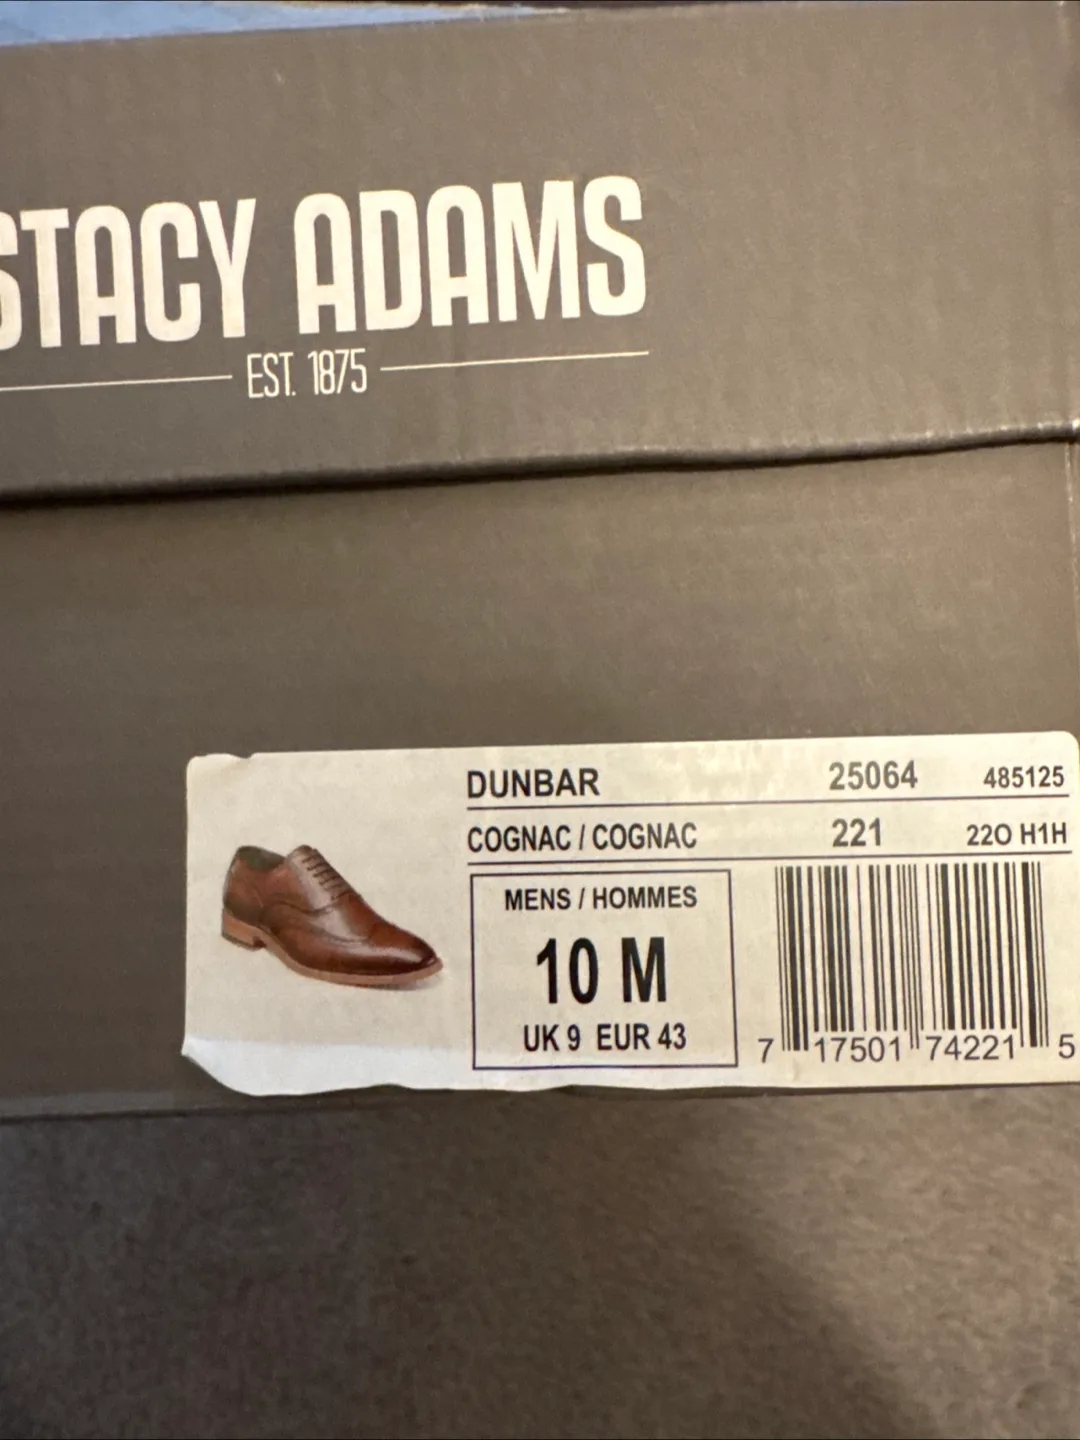 STACY ADAMS
EST. 1875
DUNBAR 25064 485125
COGNAC / COGNAC 221 22O H1H
MENS / HOMMES
10 M
UK 9 EUR 43
7 17501 74221 5